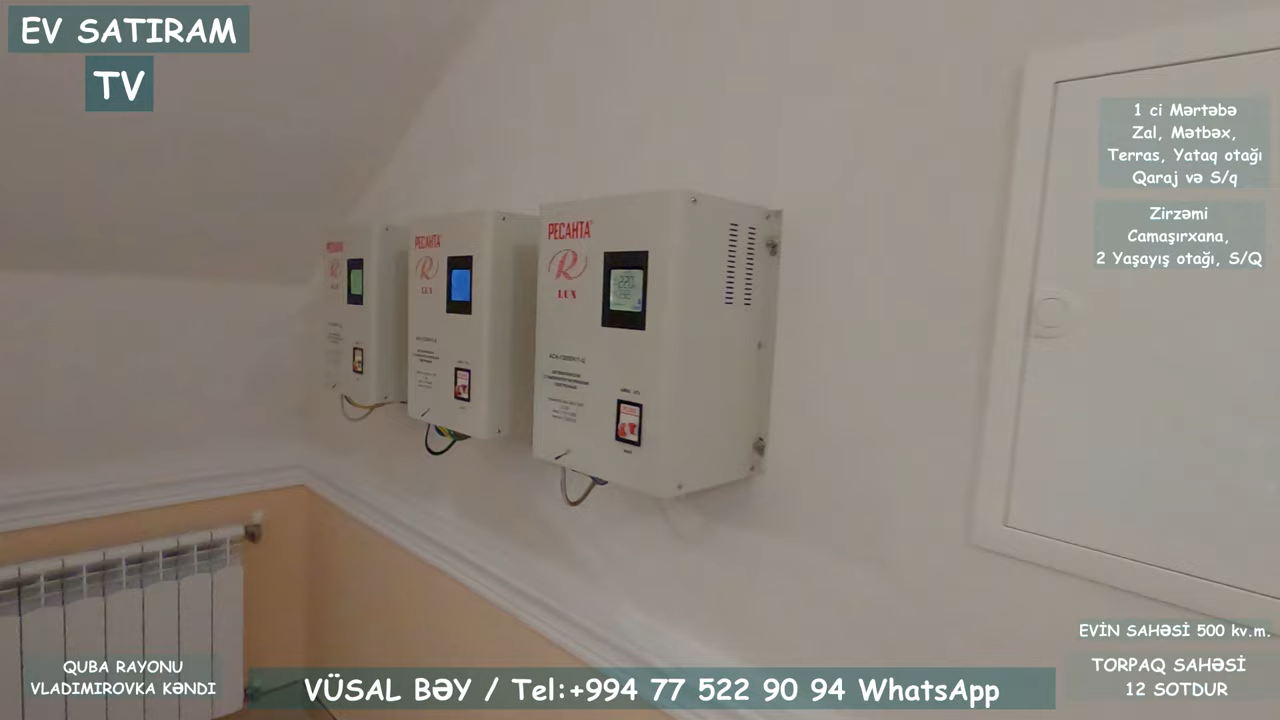 EV SATIRAM
TV
1 ci Mərtəbə
Zal, Mətbəx,
Terras, Yataq otağı
Qaraj və S/q
Zirzəmi
Camaşırxana,
2 Yaşayış otağı, S/Q
РЕСАНТА
R
LUX
РЕСАНТА
R
LUX
РЕСАНТА
R
LUX
220
EVİN SAHƏSİ 500 kv.m.
TORPAQ SAHƏSİ
12 SOTDUR
QUBA RAYONU
VLADIMIROVKA KƏNDI
VÜSAL BƏY / Tel:+994 77 522 90 94 WhatsApp